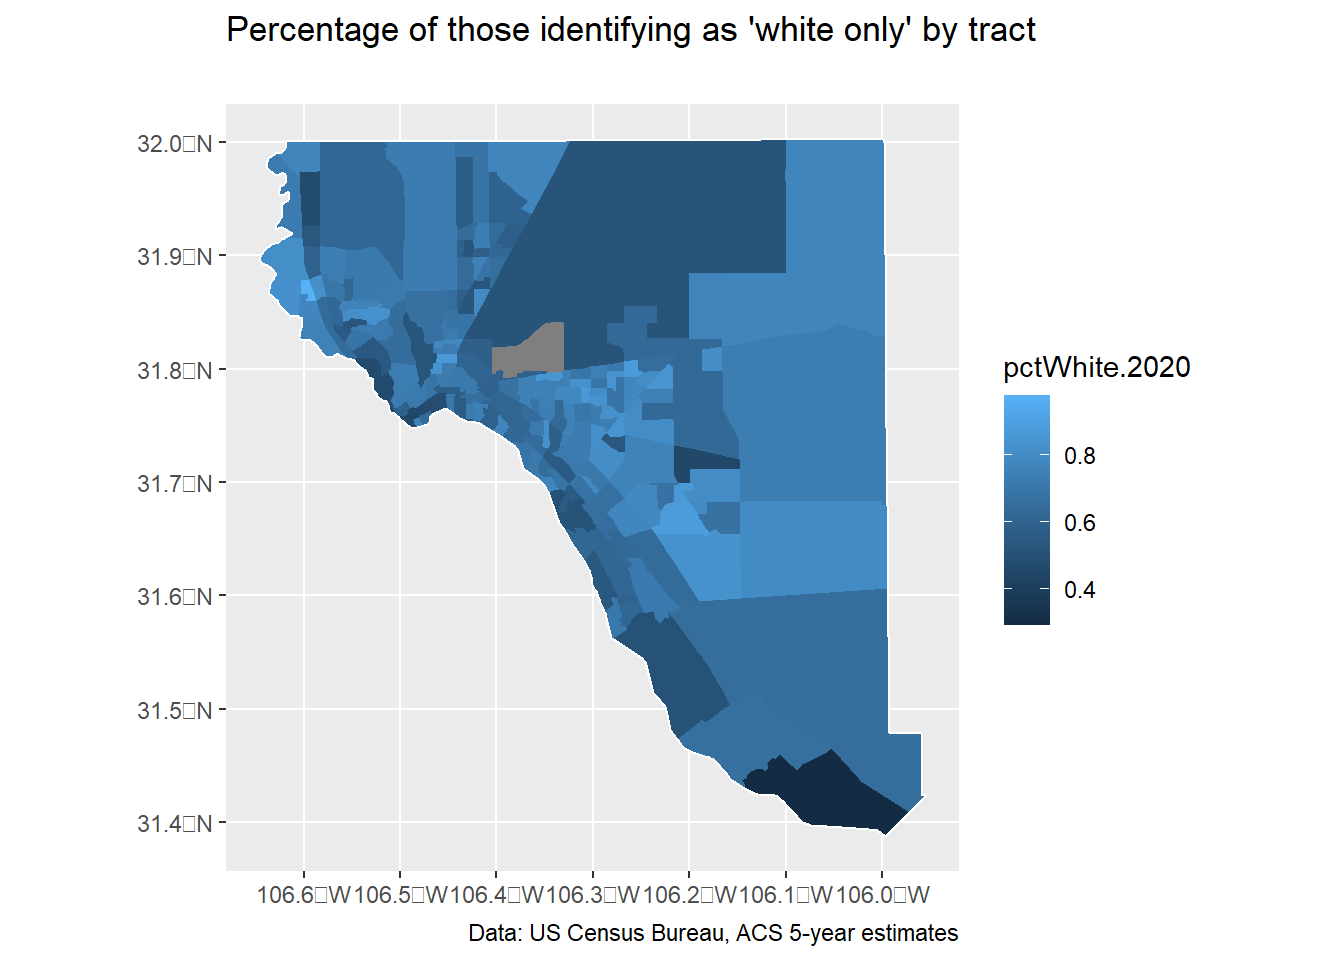 Percentage of those identifying as 'white only' by tract
32.0□N
31.9□N
31.8□N
31.7□N
31.6□N
31.5□N
31.4□N
106.6□W 106.5□W 106.4□W 106.3□W 106.2□W 106.1□W 106.0□W
pctWhite.2020
0.8
0.6
0.4
Data: US Census Bureau, ACS 5-year estimates